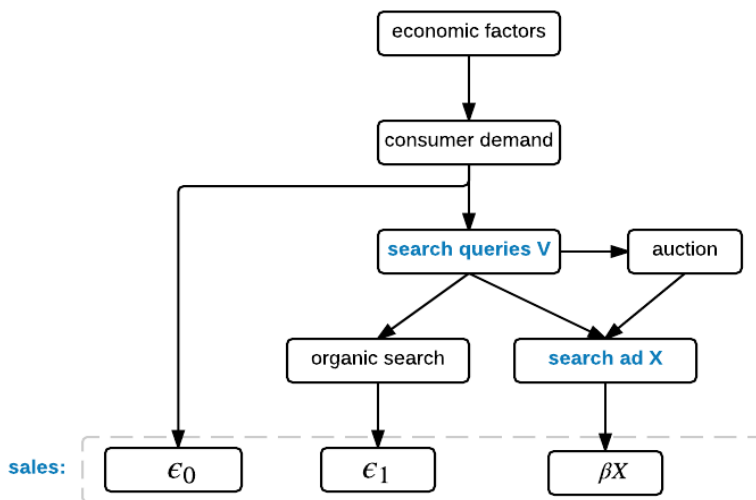 economic factors
consumer demand
search queries V
auction
organic search
search ad X
sales:
ϵ0
ϵ1
βX